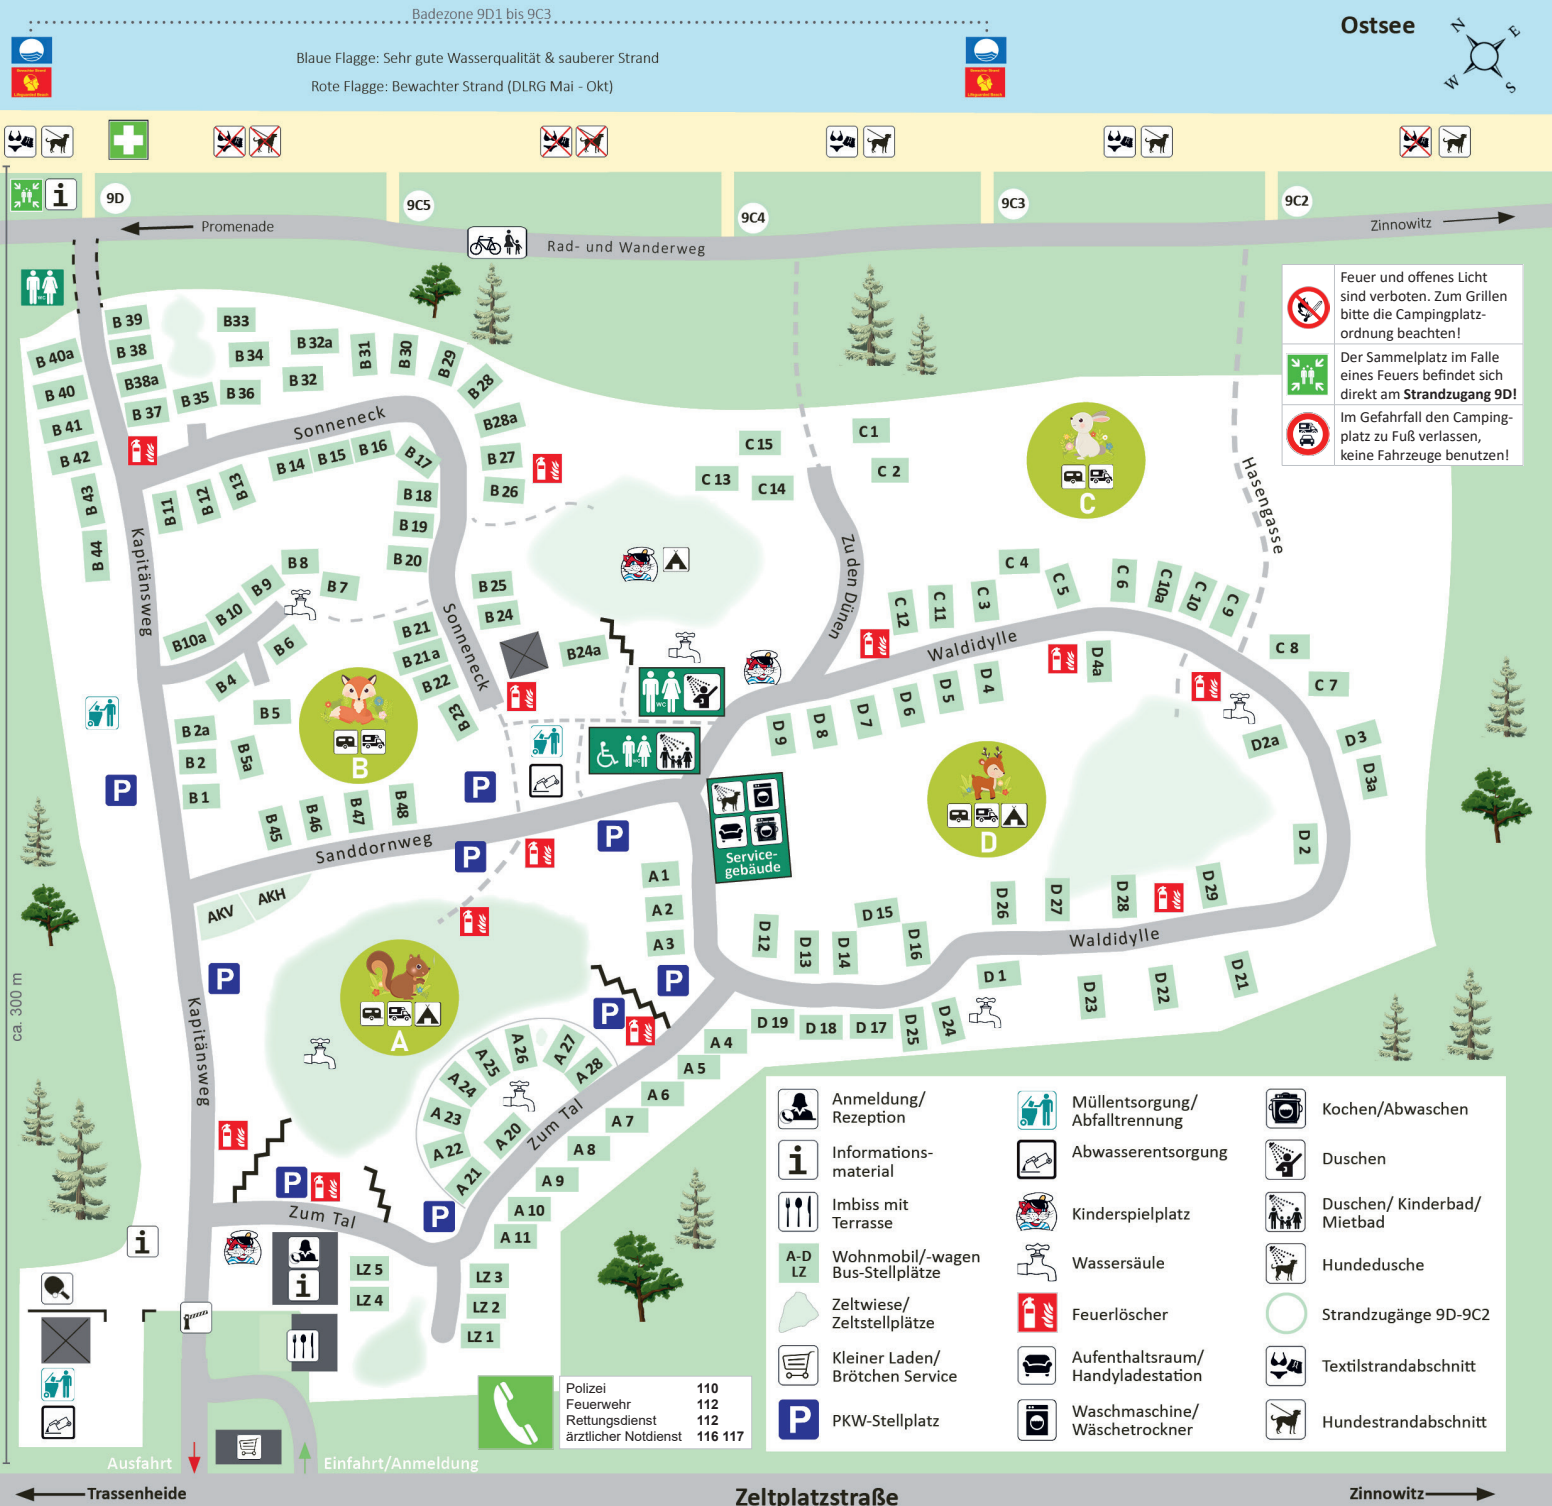 Badezone 9D1 bis 9C3
Ostsee
N
E
W
S
Blaue Flagge: Sehr gute Wasserqualität & sauberer Strand
Rote Flagge: Bewachter Strand (DLRG Mai - Okt)
i
9D
9C5
9C4
9C3
9C2
Promenade
Rad- und Wanderweg
Zinnowitz
WC
Feuer und offenes Licht
sind verboten. Zum Grillen
bitte die Campingplatz-
ordnung beachten!
Der Sammelplatz im Falle
eines Feuers befindet sich
direkt am Strandzugang 9D!
Im Gefahrfall den Camping-
platz zu Fuß verlassen,
keine Fahrzeuge benutzen!
B 39
B33
B 40a
B 38
B 34
B 32a
B 31
B 30
B 29
B 40
B38a
B 35
B 36
B 32
B 28
B 41
B 37
B28a
B 42
Sonneneck
B 43
B11
B 12
B 13
B 14
B 15
B 16
B 17
B 27
B 26
B 18
B 19
B 20
B 44
Kapitänsweg
B 8
B 9
B 7
B 10
B10a
B 6
B 4
B 25
B 24
B24a
B 21
B21a
B 22
B 23
Sonneneck
B 5
B
B 2a
B 2
B 1
B5a
B 45
B 46
B 47
B 48
P
P
P
P
Sanddornweg
AKV
AKH
C 15
C 13
C 14
C 1
C 2
C
Hasengasse
Zu den Dünen
C 12
C 11
C 3
C 4
C 5
C 6
C10a
C 10
C 9
C 8
C 7
Waldidylle
WC
WC
D 9
D 8
D 7
D 6
D 5
D 4
D4a
D2a
D 3
D3a
D 2
D
Service-
gebäude
A 1
A 2
A 3
D 12
D 13
D 14
D 15
D 16
D 26
D 27
D 28
D 29
Waldidylle
D 1
D 23
D 22
D 21
D 19
D 18
D 17
D 25
D 24
P
P
P
A
Kapitänsweg
ca. 300 m
A 4
A 5
A 6
A 7
A 8
A 9
A 10
A 11
A 28
A 27
A 26
A 25
A 24
A 23
A 22
A 21
A 20
Zum Tal
P
P
Zum Tal
i
i
LZ 5
LZ 4
LZ 3
LZ 2
LZ 1
Anmeldung/
Rezeption
i
Informations-
material
Imbiss mit
Terrasse
A-D
LZ
Wohnmobil/-wagen
Bus-Stellplätze
Zeltwiese/
Zeltstellplätze
Kleiner Laden/
Brötchen Service
P
PKW-Stellplatz
Müllentsorgung/
Abfalltrennung
Abwasserentsorgung
Kinderspielplatz
Wassersäule
Feuerlöscher
Aufenthaltsraum/
Handyladestation
Waschmaschine/
Wäschetrockner
Kochen/Abwaschen
Duschen
Duschen/ Kinderbad/
Mietbad
Hundedusche
Strandzugänge 9D-9C2
Textilstrandabschnitt
Hundestrandabschnitt
Polizei 110
Feuerwehr 112
Rettungsdienst 112
ärztlicher Notdienst 116 117
Ausfahrt
Einfahrt/Anmeldung
Trassenheide
Zeltplatzstraße
Zinnowitz